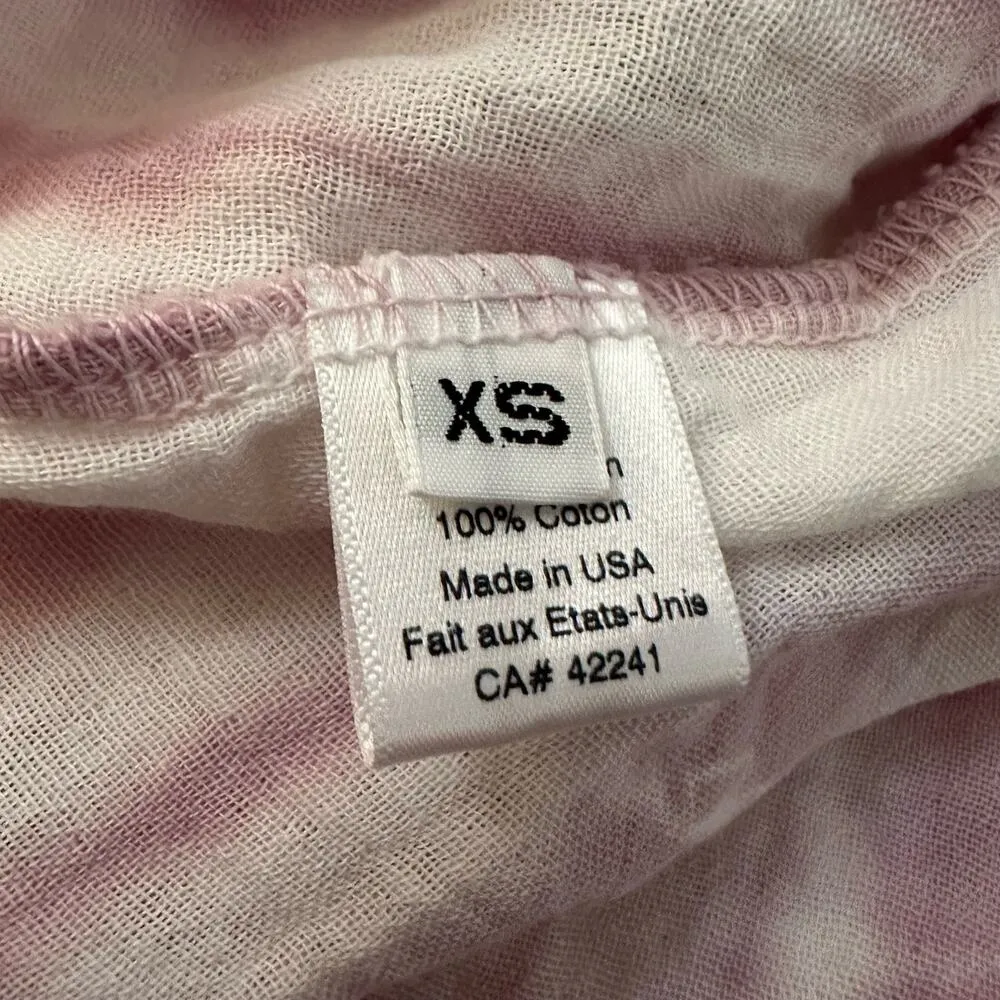 XS
n
100% Coton
Made in USA
Fait aux Etats-Unis
CA# 42241